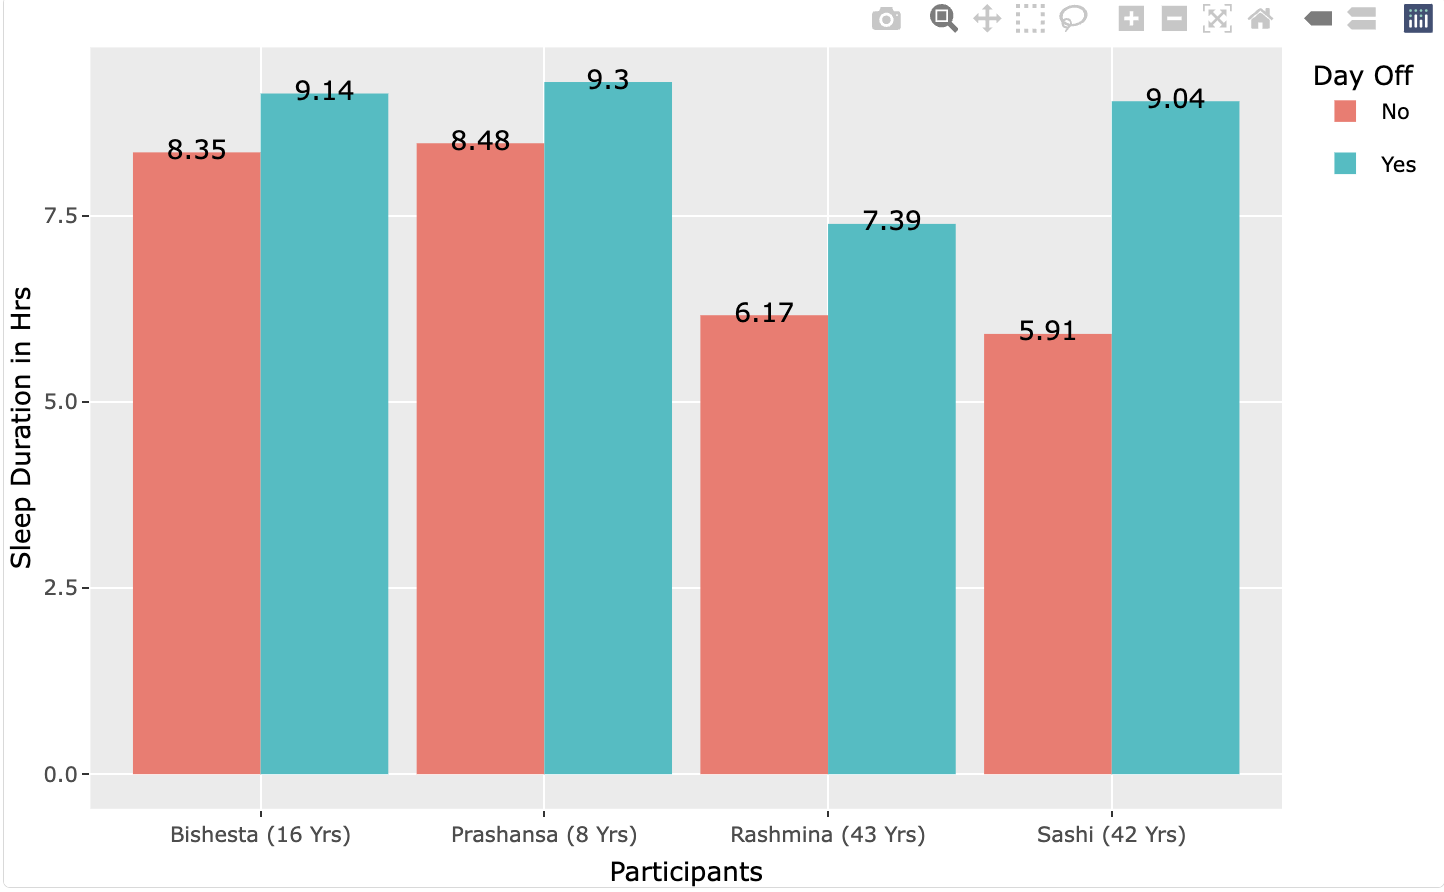 Day Off
No
Yes
9.14
9.3
9.04
8.35
8.48
7.39
6.17
5.91
7.5
5.0
2.5
0.0
Sleep Duration in Hrs
Bishesta (16 Yrs)
Prashansa (8 Yrs)
Rashmina (43 Yrs)
Sashi (42 Yrs)
Participants